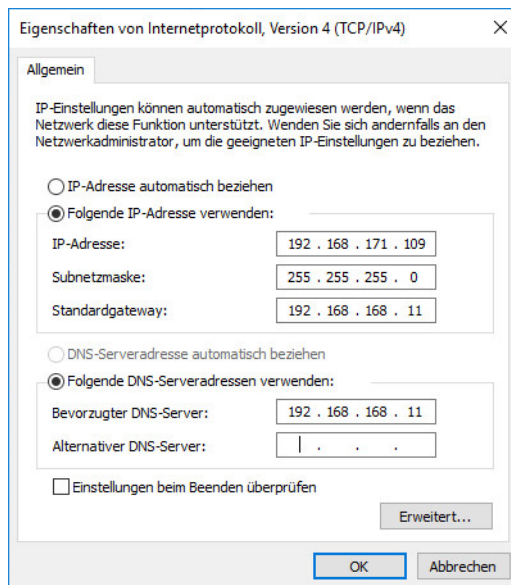 Eigenschaften von Internetprotokoll, Version 4 (TCP/IPv4)
Allgemein
IP-Einstellungen können automatisch zugewiesen werden, wenn das
Netzwerk diese Funktion unterstützt. Wenden Sie sich andernfalls an den
Netzwerkadministrator, um die geeigneten IP-Einstellungen zu beziehen.
IP-Adresse automatisch beziehen
Folgende IP-Adresse verwenden:
IP-Adresse: 192 . 168 . 171 . 109
Subnetzmaske: 255 . 255 . 255 . 0
Standardgateway: 192 . 168 . 168 . 11
DNS-Serveradresse automatisch beziehen
Folgende DNS-Serveradressen verwenden:
Bevorzugter DNS-Server: 192 . 168 . 168 . 11
Alternativer DNS-Server: . . .
Einstellungen beim Beenden überprüfen
Erweitert...
OK Abbrechen